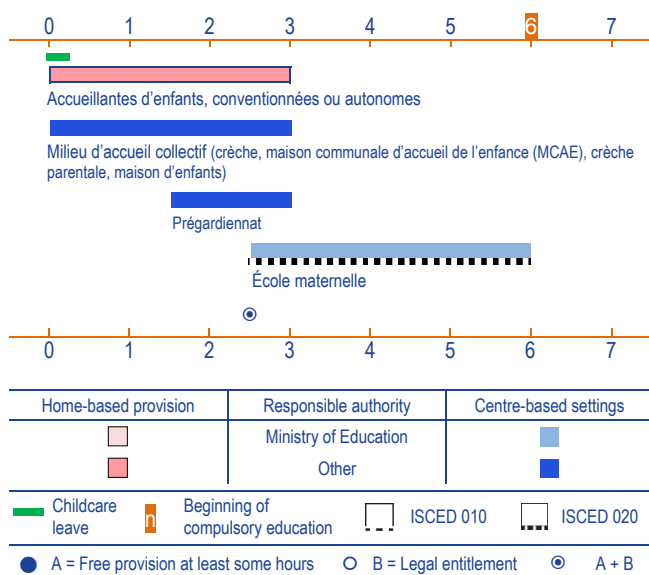 0 1 2 3 4 5 6 7
Accueillantes d'enfants, conventionnées ou autonomes
Milieu d'accueil collectif (crèche, maison communale d'accueil de l'enfance (MCAE), crèche
parentale, maison d'enfants)
Prégardiennat
École maternelle
0 1 2 3 4 5 6 7
Home-based provision Responsible authority Centre-based settings
Ministry of Education
Other
Childcare
leave
n
Beginning of
compulsory education
ISCED 010
ISCED 020
A = Free provision at least some hours B = Legal entitlement A + B